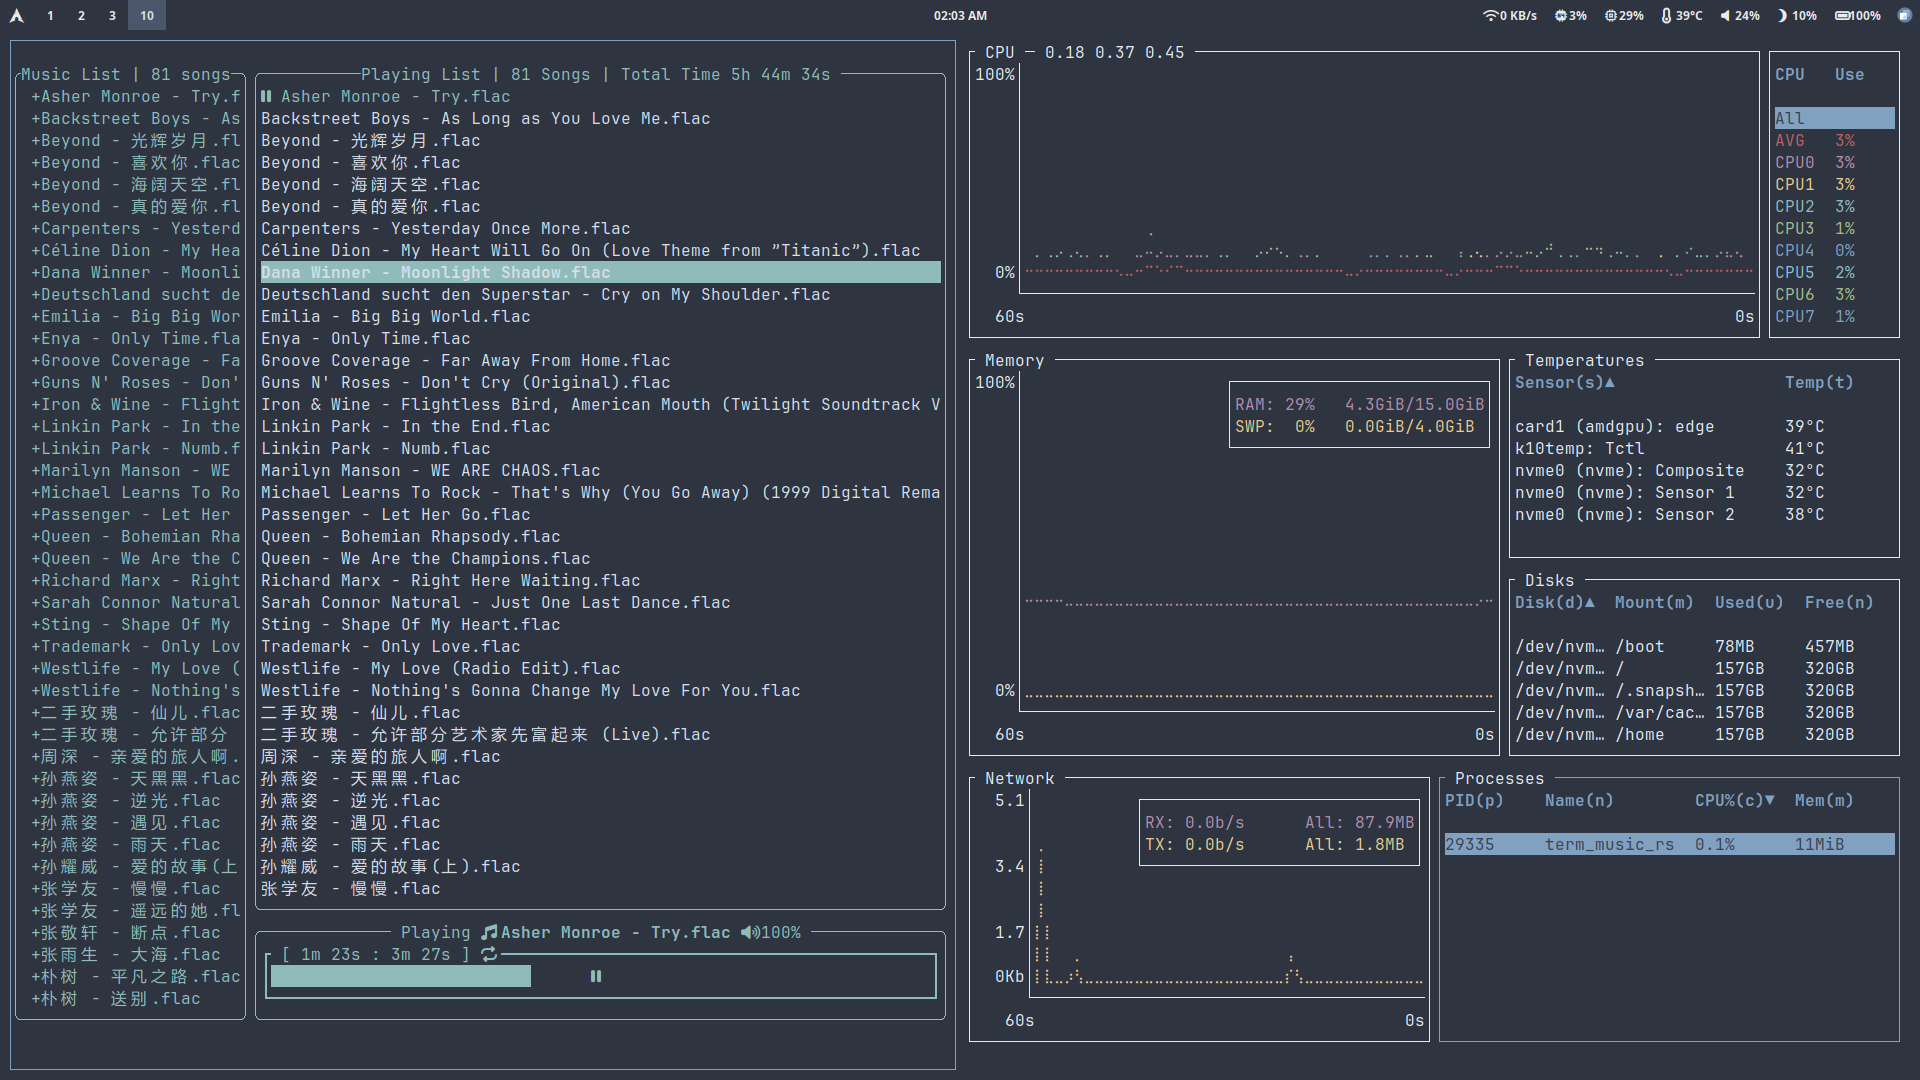 1 2 3 10
02:03 AM
0 KB/s 3% 29% 39°C 24% 10% 100%
Music List | 81 songs
+Asher Monroe - Try.f
+Backstreet Boys - As
+Beyond - 光辉岁月.fl
+Beyond - 喜欢你.flac
+Beyond - 海阔天空.fl
+Beyond - 真的爱你.fl
+Carpenters - Yesterd
+Céline Dion - My Hea
+Dana Winner - Moonli
+Deutschland sucht de
+Emilia - Big Big Wor
+Enya - Only Time.fla
+Groove Coverage - Fa
+Guns N' Roses - Don'
+Iron & Wine - Flight
+Linkin Park - In the
+Linkin Park - Numb.f
+Marilyn Manson - WE
+Michael Learns To Ro
+Passenger - Let Her
+Queen - Bohemian Rha
+Queen - We Are the C
+Richard Marx - Right
+Sarah Connor Natural
+Sting - Shape Of My
+Trademark - Only Lov
+Westlife - My Love (
+Westlife - Nothing's
+二手玫瑰 - 仙儿.flac
+二手玫瑰 - 允许部分
+周深 - 亲爱的旅人啊.
+孙燕姿 - 天黑黑.flac
+孙燕姿 - 逆光.flac
+孙燕姿 - 遇见.flac
+孙燕姿 - 雨天.flac
+孙耀威 - 爱的故事(上
+张学友 - 慢慢.flac
+张学友 - 遥远的她.fl
+张敬轩 - 断点.flac
+张雨生 - 大海.flac
+朴树 - 平凡之路.flac
+朴树 - 送别.flac
Playing List | 81 Songs | Total Time 5h 44m 34s
Asher Monroe - Try.flac
Backstreet Boys - As Long as You Love Me.flac
Beyond - 光辉岁月.flac
Beyond - 喜欢你.flac
Beyond - 海阔天空.flac
Beyond - 真的爱你.flac
Carpenters - Yesterday Once More.flac
Céline Dion - My Heart Will Go On (Love Theme from ”Titanic”).flac
Dana Winner - Moonlight Shadow.flac
Deutschland sucht den Superstar - Cry on My Shoulder.flac
Emilia - Big Big World.flac
Enya - Only Time.flac
Groove Coverage - Far Away From Home.flac
Guns N' Roses - Don't Cry (Original).flac
Iron & Wine - Flightless Bird, American Mouth (Twilight Soundtrack V
Linkin Park - In the End.flac
Linkin Park - Numb.flac
Marilyn Manson - WE ARE CHAOS.flac
Michael Learns To Rock - That's Why (You Go Away) (1999 Digital Rema
Passenger - Let Her Go.flac
Queen - Bohemian Rhapsody.flac
Queen - We Are the Champions.flac
Richard Marx - Right Here Waiting.flac
Sarah Connor Natural - Just One Last Dance.flac
Sting - Shape Of My Heart.flac
Trademark - Only Love.flac
Westlife - My Love (Radio Edit).flac
Westlife - Nothing's Gonna Change My Love For You.flac
二手玫瑰 - 仙儿.flac
二手玫瑰 - 允许部分艺术家先富起来 (Live).flac
周深 - 亲爱的旅人啊.flac
孙燕姿 - 天黑黑.flac
孙燕姿 - 逆光.flac
孙燕姿 - 遇见.flac
孙燕姿 - 雨天.flac
孙耀威 - 爱的故事(上).flac
张学友 - 慢慢.flac
Playing Asher Monroe - Try.flac 100%
[ 1m 23s : 3m 27s ]
CPU — 0.18 0.37 0.45
100%
0%
60s 0s
CPU Use
All
AVG 3%
CPU0 3%
CPU1 3%
CPU2 3%
CPU3 1%
CPU4 0%
CPU5 2%
CPU6 3%
CPU7 1%
Memory
100%
RAM: 29% 4.3GiB/15.0GiB
SWP: 0% 0.0GiB/4.0GiB
0%
60s 0s
Temperatures
Sensor(s)▲ Temp(t)
card1 (amdgpu): edge 39°C
k10temp: Tctl 41°C
nvme0 (nvme): Composite 32°C
nvme0 (nvme): Sensor 1 32°C
nvme0 (nvme): Sensor 2 38°C
Disks
Disk(d)▲ Mount(m) Used(u) Free(n)
/dev/nvm… /boot 78MB 457MB
/dev/nvm… / 157GB 320GB
/dev/nvm… /.snapsh… 157GB 320GB
/dev/nvm… /var/cac… 157GB 320GB
/dev/nvm… /home 157GB 320GB
Network
5.1
RX: 0.0b/s All: 87.9MB
TX: 0.0b/s All: 1.8MB
3.4
1.7
0Kb
60s 0s
Processes
PID(p) Name(n) CPU%(c)▼ Mem(m)
29335 term_music_rs 0.1% 11MiB